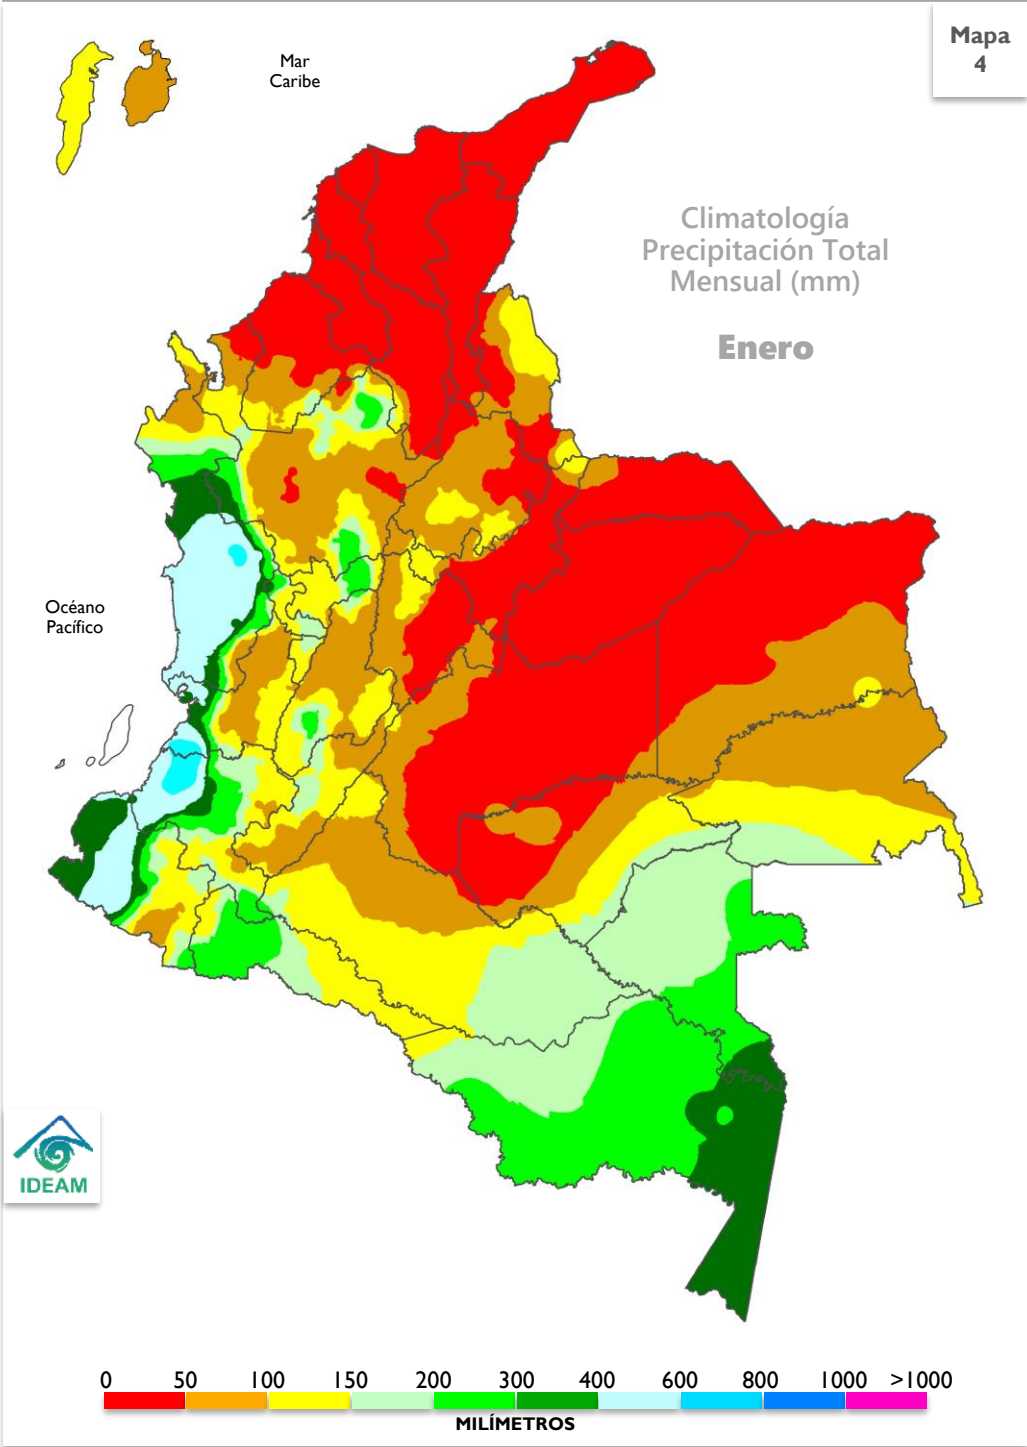 Mapa
4
Mar
Caribe
Climatología
Precipitación Total
Mensual (mm)
Enero
Océano
Pacífico
IDEAM
0 50 100 150 200 300 400 600 800 1000 >1000
MILÍMETROS